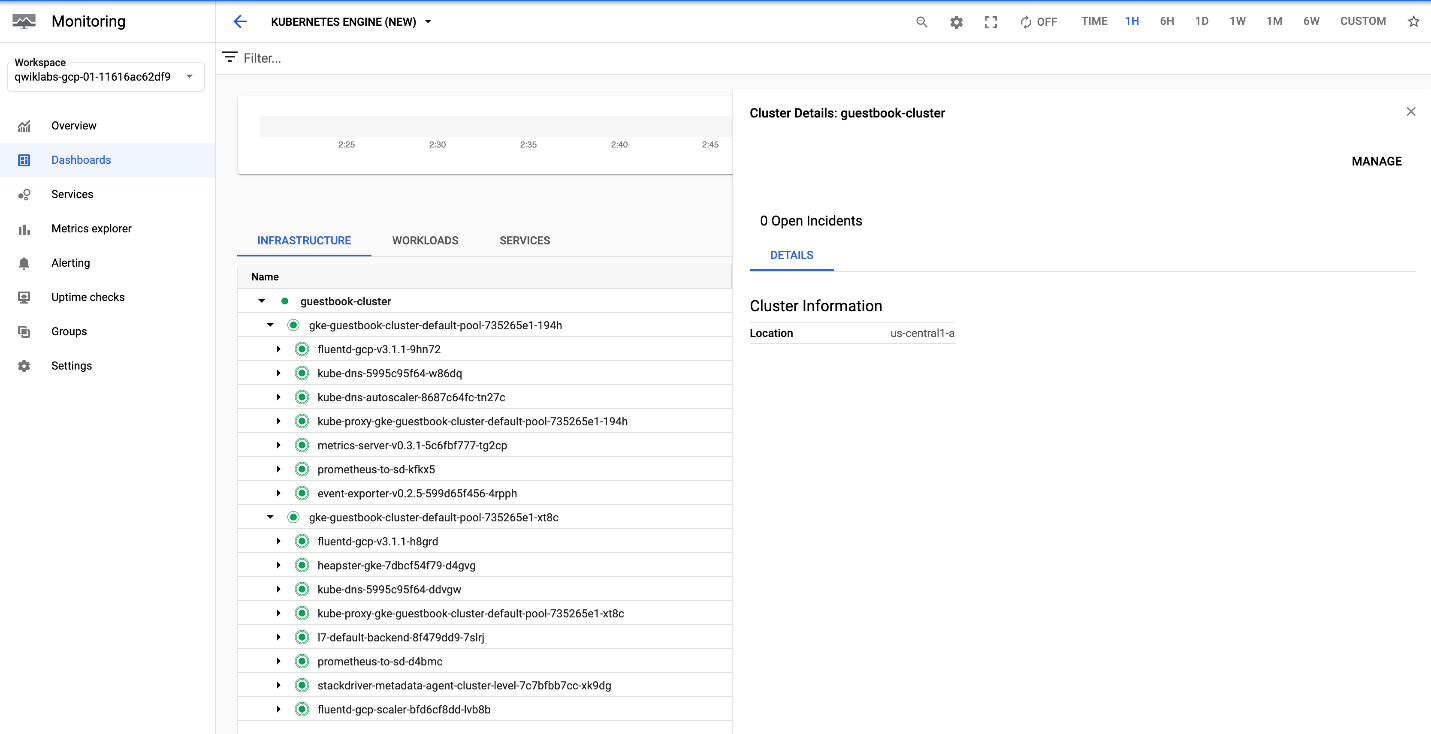 Monitoring
KUBERNETES ENGINE (NEW)
OFF
TIME
1H
6H
1D
1W
1M
6W
CUSTOM
Workspace
qwiklabs-gcp-01-11616ac62df9
Filter...
Overview
Dashboards
Services
Metrics explorer
Alerting
Uptime checks
Groups
Settings
2:25 2:30 2:35 2:40 2:45
INFRASTRUCTURE
WORKLOADS
SERVICES
Name
guestbook-cluster
gke-guestbook-cluster-default-pool-735265e1-194h
fluentd-gcp-v3.1.1-9hn72
kube-dns-5995c95f64-w86dq
kube-dns-autoscaler-8687c64fc-tn27c
kube-proxy-gke-guestbook-cluster-default-pool-735265e1-194h
metrics-server-v0.3.1-5c6fbf777-tg2cp
prometheus-to-sd-kfkx5
event-exporter-v0.2.5-599d65f456-4rpph
gke-guestbook-cluster-default-pool-735265e1-xt8c
fluentd-gcp-v3.1.1-h8grd
heapster-gke-7dbcf54f79-d4gvg
kube-dns-5995c95f64-ddvgw
kube-proxy-gke-guestbook-cluster-default-pool-735265e1-xt8c
l7-default-backend-8f479dd9-7slrj
prometheus-to-sd-d4bmc
stackdriver-metadata-agent-cluster-level-7c7bfbb7cc-xk9dg
fluentd-gcp-scaler-bfd6cf8dd-lvb8b
Cluster Details: guestbook-cluster
MANAGE
0 Open Incidents
DETAILS
Cluster Information
Location us-central1-a